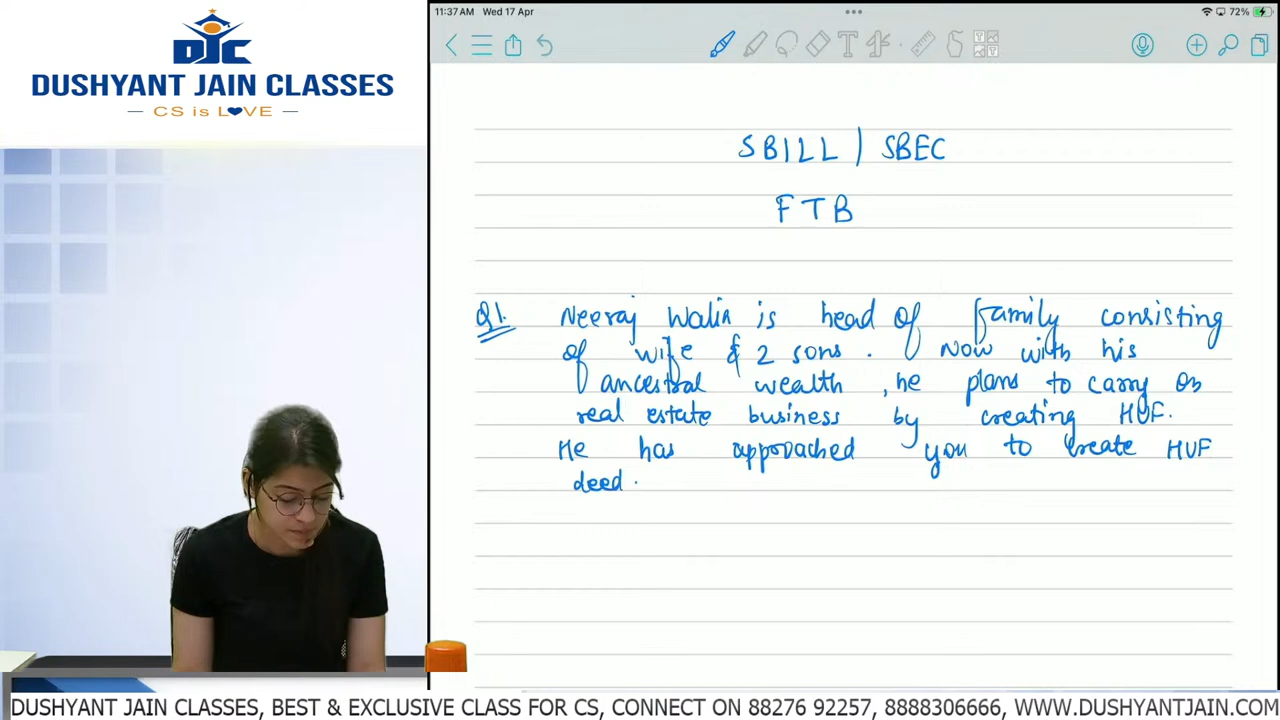 11:37 AM Wed 17 Apr
72%
DJC
DUSHYANT JAIN CLASSES
— CS is LOVE —
SBILL | SBEC
FTB
Q1. Neeraj Walia is head of family consisting
of wife & 2 sons. Now with his
ancestral wealth, he plans to carry on
real estate business by creating HUF.
He has approached you to create HUF
deed.
DUSHYANT JAIN CLASSES, BEST & EXCLUSIVE CLASS FOR CS, CONNECT ON 88276 92257, 8888306666, WWW.DUSHYANTJAIN.COM